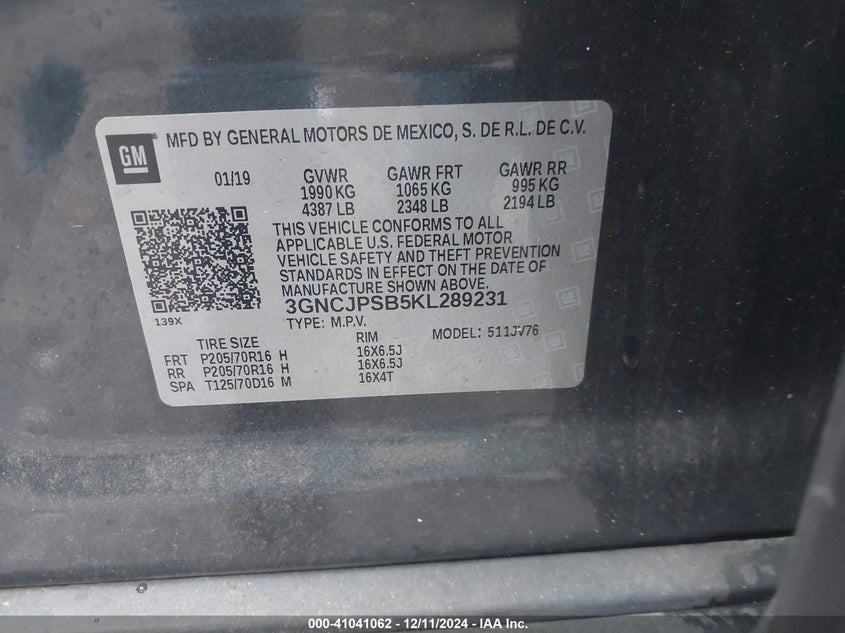 GM
MFD BY GENERAL MOTORS DE MEXICO, S. DE R.L. DE C.V.
01/19 GVWR GAWR FRT GAWR RR
1990 KG 1065 KG 995 KG
4387 LB 2348 LB 2194 LB
THIS VEHICLE CONFORMS TO ALL
APPLICABLE U.S. FEDERAL MOTOR
VEHICLE SAFETY AND THEFT PREVENTION
STANDARDS IN EFFECT ON THE DATE OF
MANUFACTURE SHOWN ABOVE.
3GNCJPSB5KL289231
139X
TYPE: M.P.V. MODEL: 511JV76
TIRE SIZE RIM
FRT P205/70R16 H 16X6.5J
RR P205/70R16 H 16X6.5J
SPA T125/70D16 M 16X4T
000-41041062 - 12/11/2024 - IAA Inc.